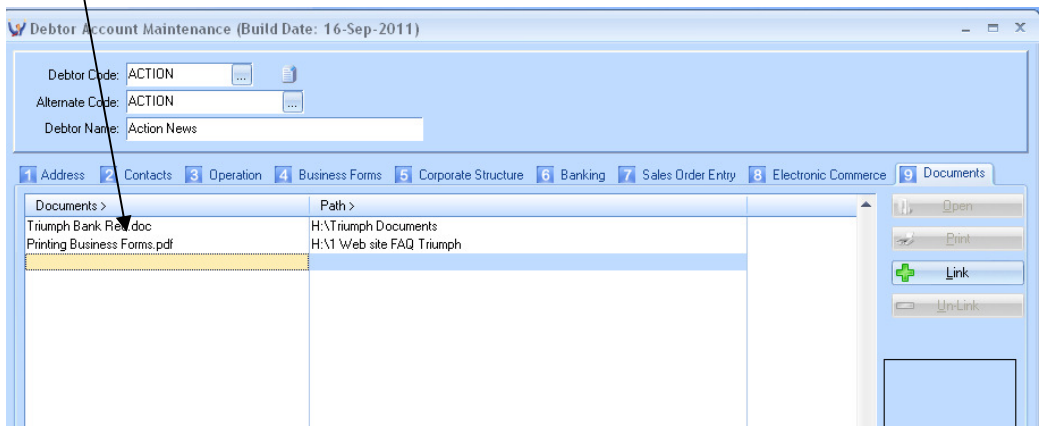 Debtor Account Maintenance (Build Date: 16-Sep-2011)
Debtor Code: ACTION ...
Alternate Code: ACTION ...
Debtor Name: Action News
1 Address 2 Contacts 3 Operation 4 Business Forms 5 Corporate Structure 6 Banking 7 Sales Order Entry 8 Electronic Commerce 9 Documents
Documents > Path > Open
Triumph Bank Rec.doc H:\Triumph Documents
Printing Business Forms.pdf H:\1 Web site FAQ Triumph Print
Link
Un-Link